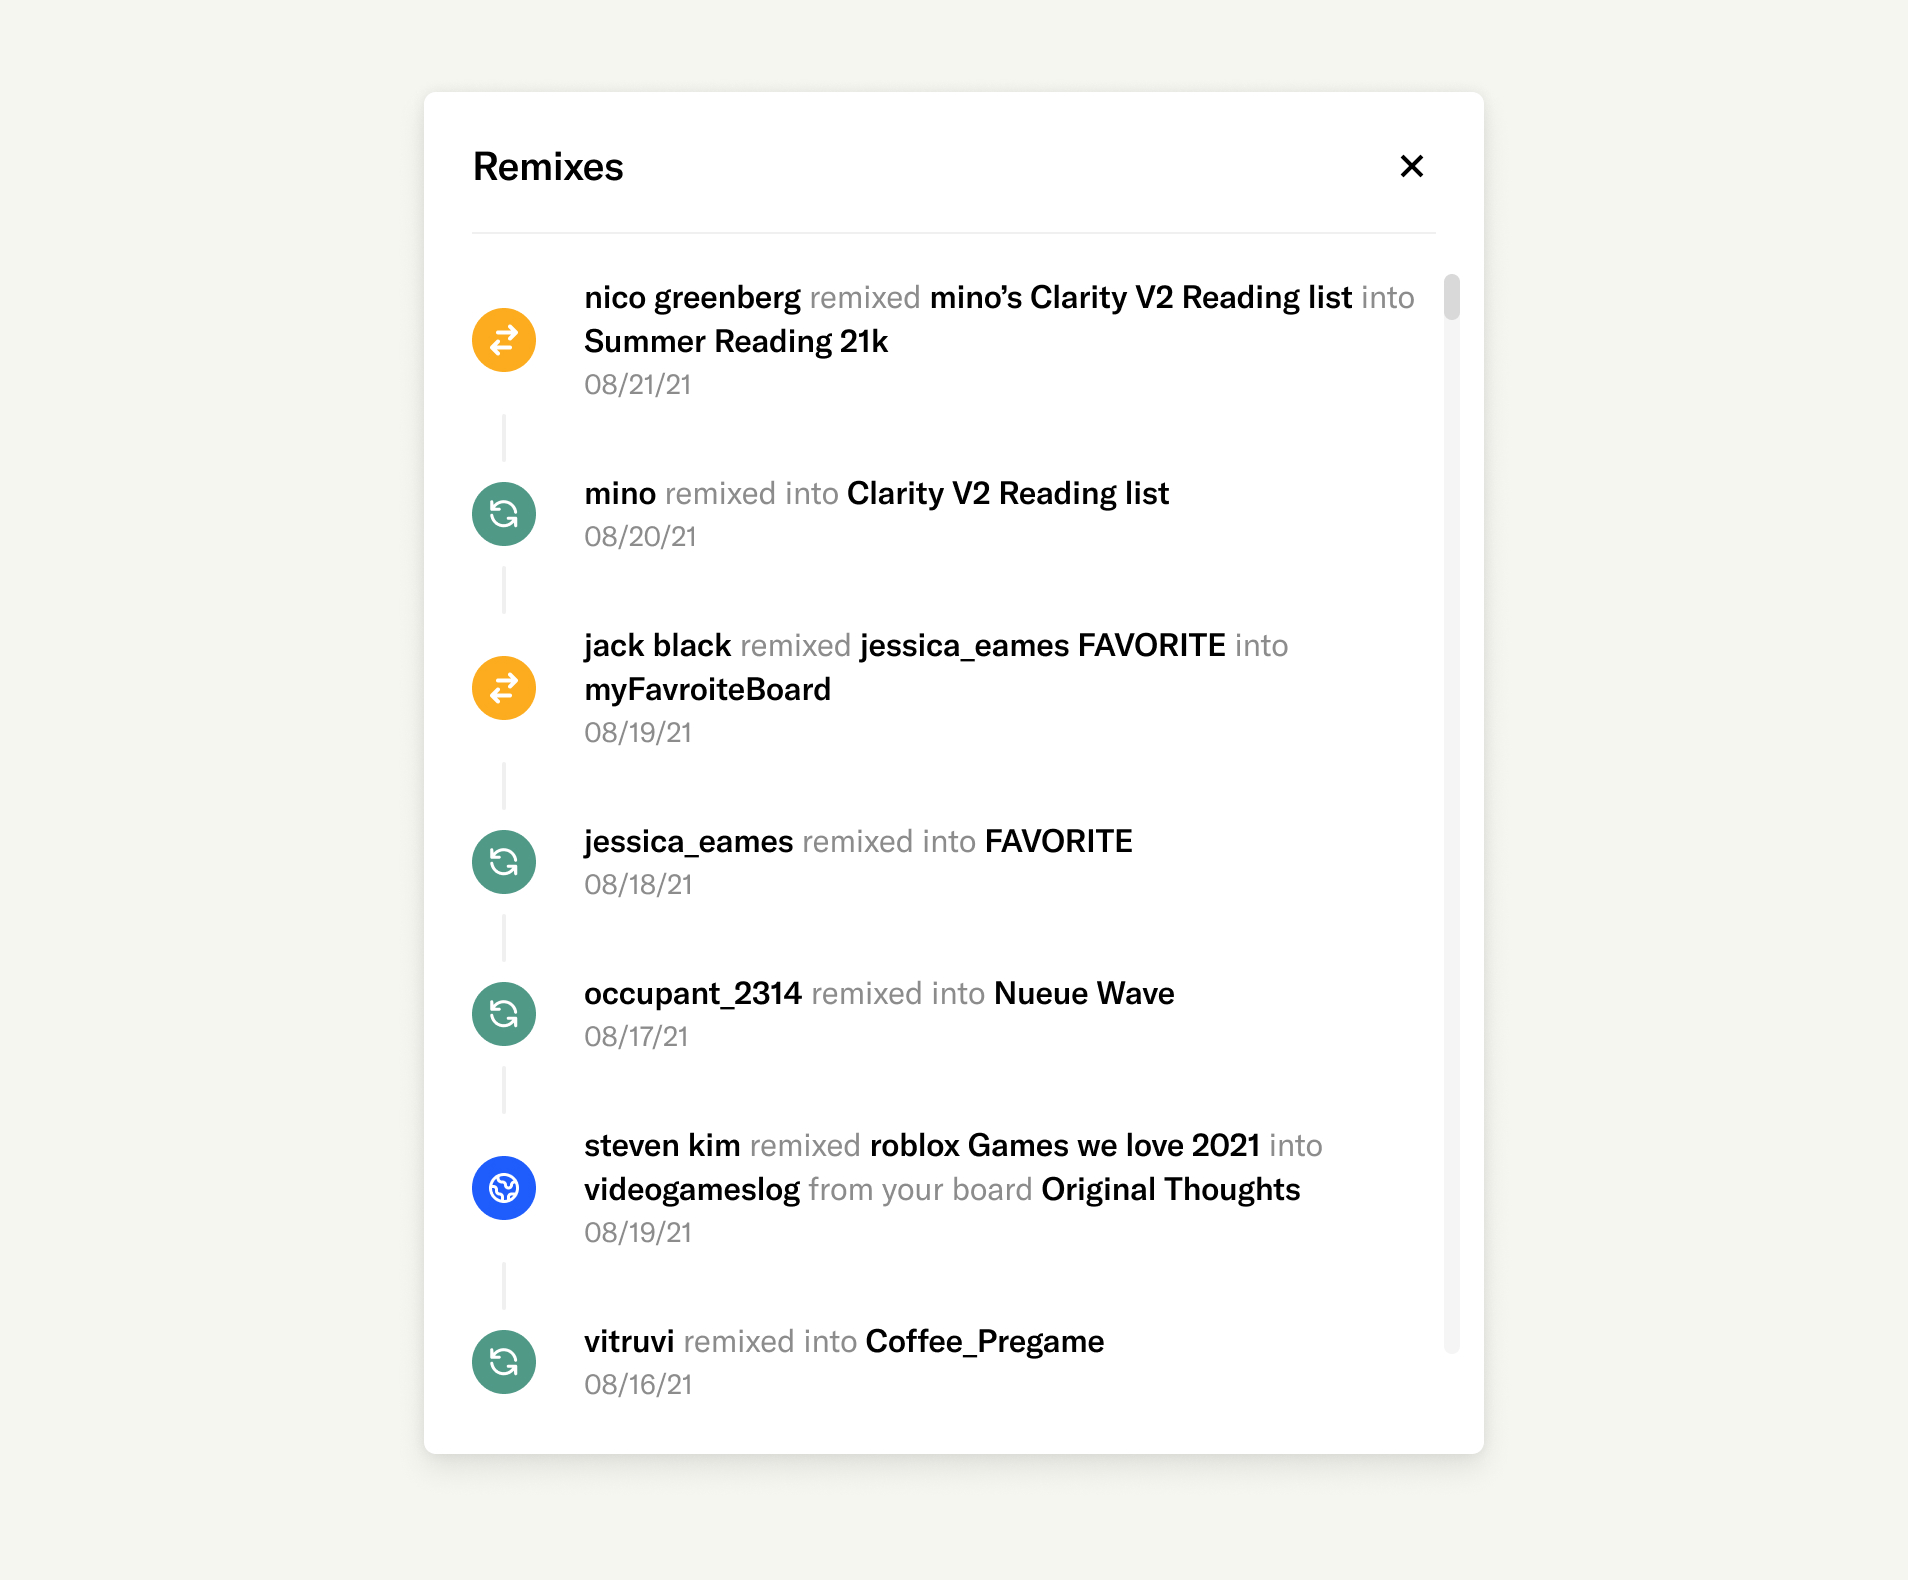 Remixes
nico greenberg remixed mino’s Clarity V2 Reading list into
Summer Reading 21k
08/21/21
mino remixed into Clarity V2 Reading list
08/20/21
jack black remixed jessica_eames FAVORITE into
myFavroiteBoard
08/19/21
jessica_eames remixed into FAVORITE
08/18/21
occupant_2314 remixed into Nueue Wave
08/17/21
steven kim remixed roblox Games we love 2021 into
videogameslog from your board Original Thoughts
08/19/21
vitruvi remixed into Coffee_Pregame
08/16/21